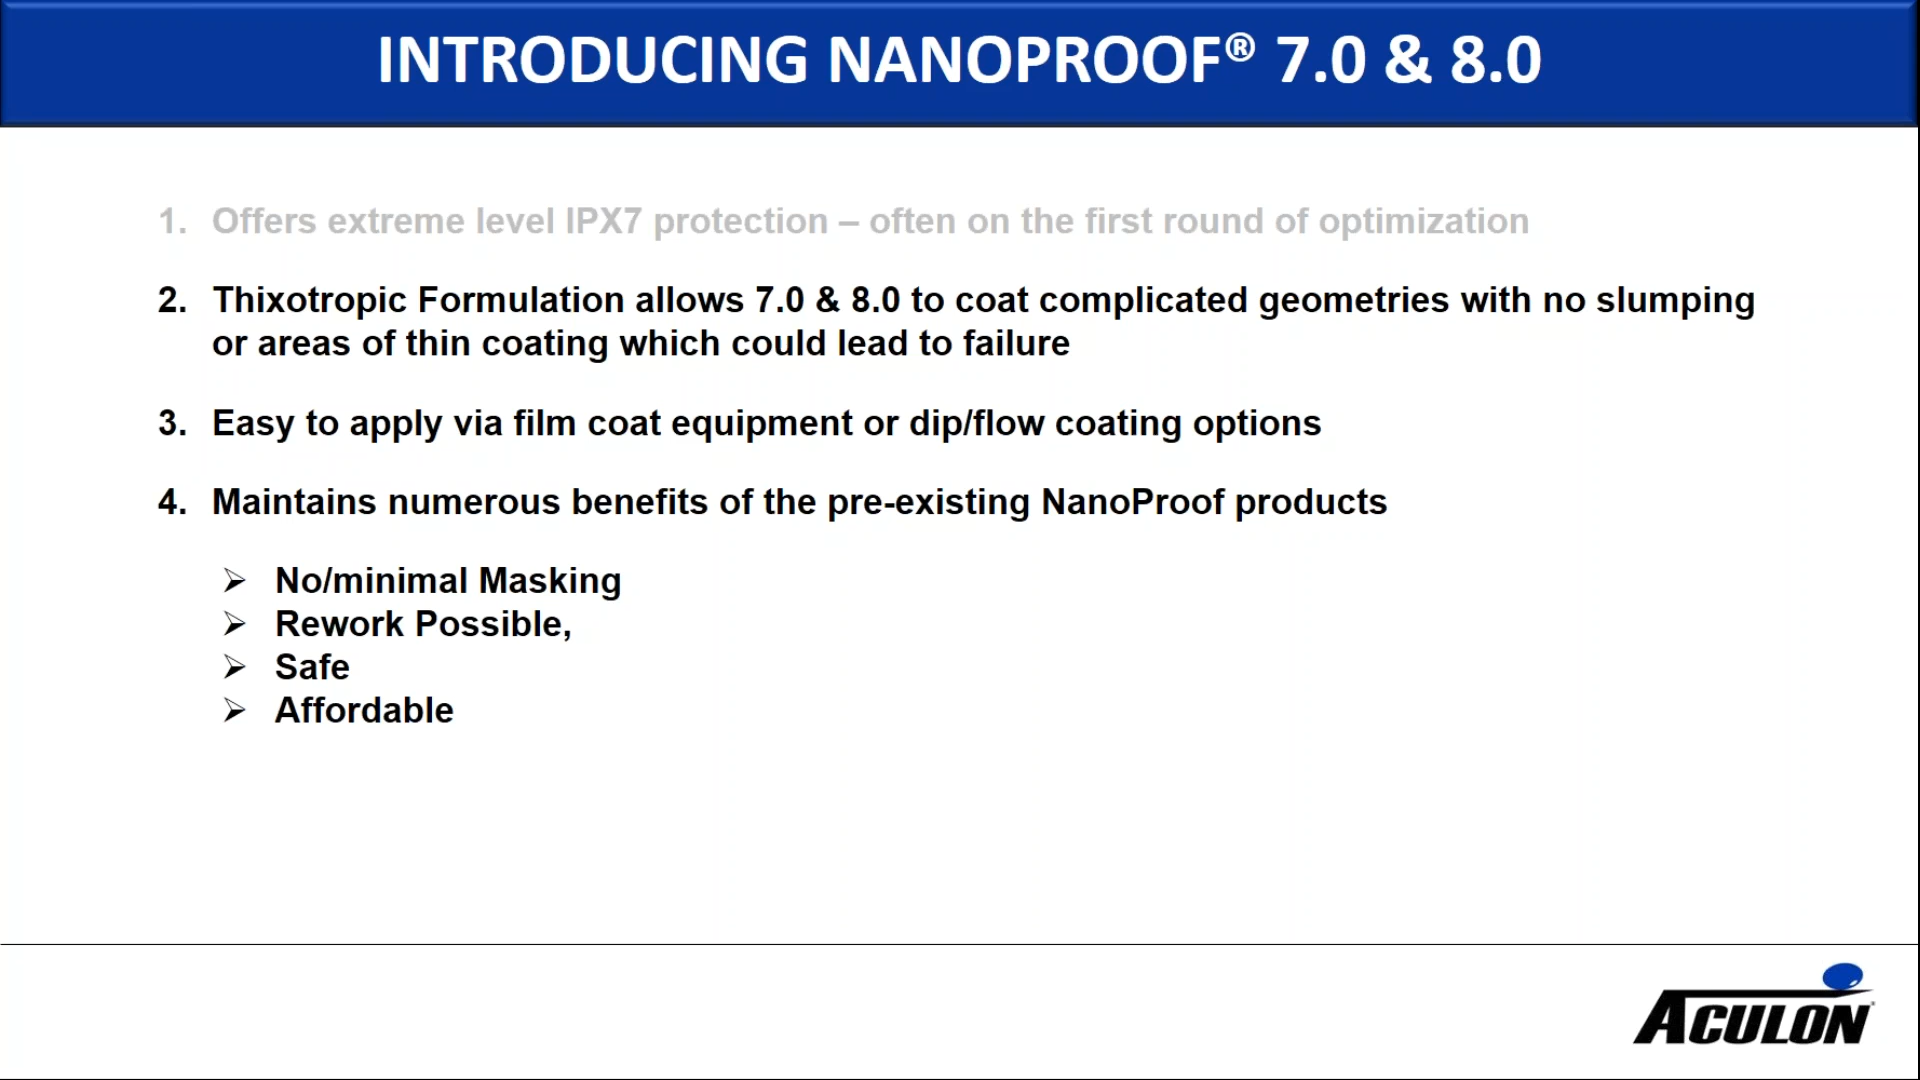 INTRODUCING NANOPROOF® 7.0 & 8.0
1. Offers extreme level IPX7 protection – often on the first round of optimization
2. Thixotropic Formulation allows 7.0 & 8.0 to coat complicated geometries with no slumping
or areas of thin coating which could lead to failure
3. Easy to apply via film coat equipment or dip/flow coating options
4. Maintains numerous benefits of the pre-existing NanoProof products
➢ No/minimal Masking
➢ Rework Possible,
➢ Safe
➢ Affordable
ACULON